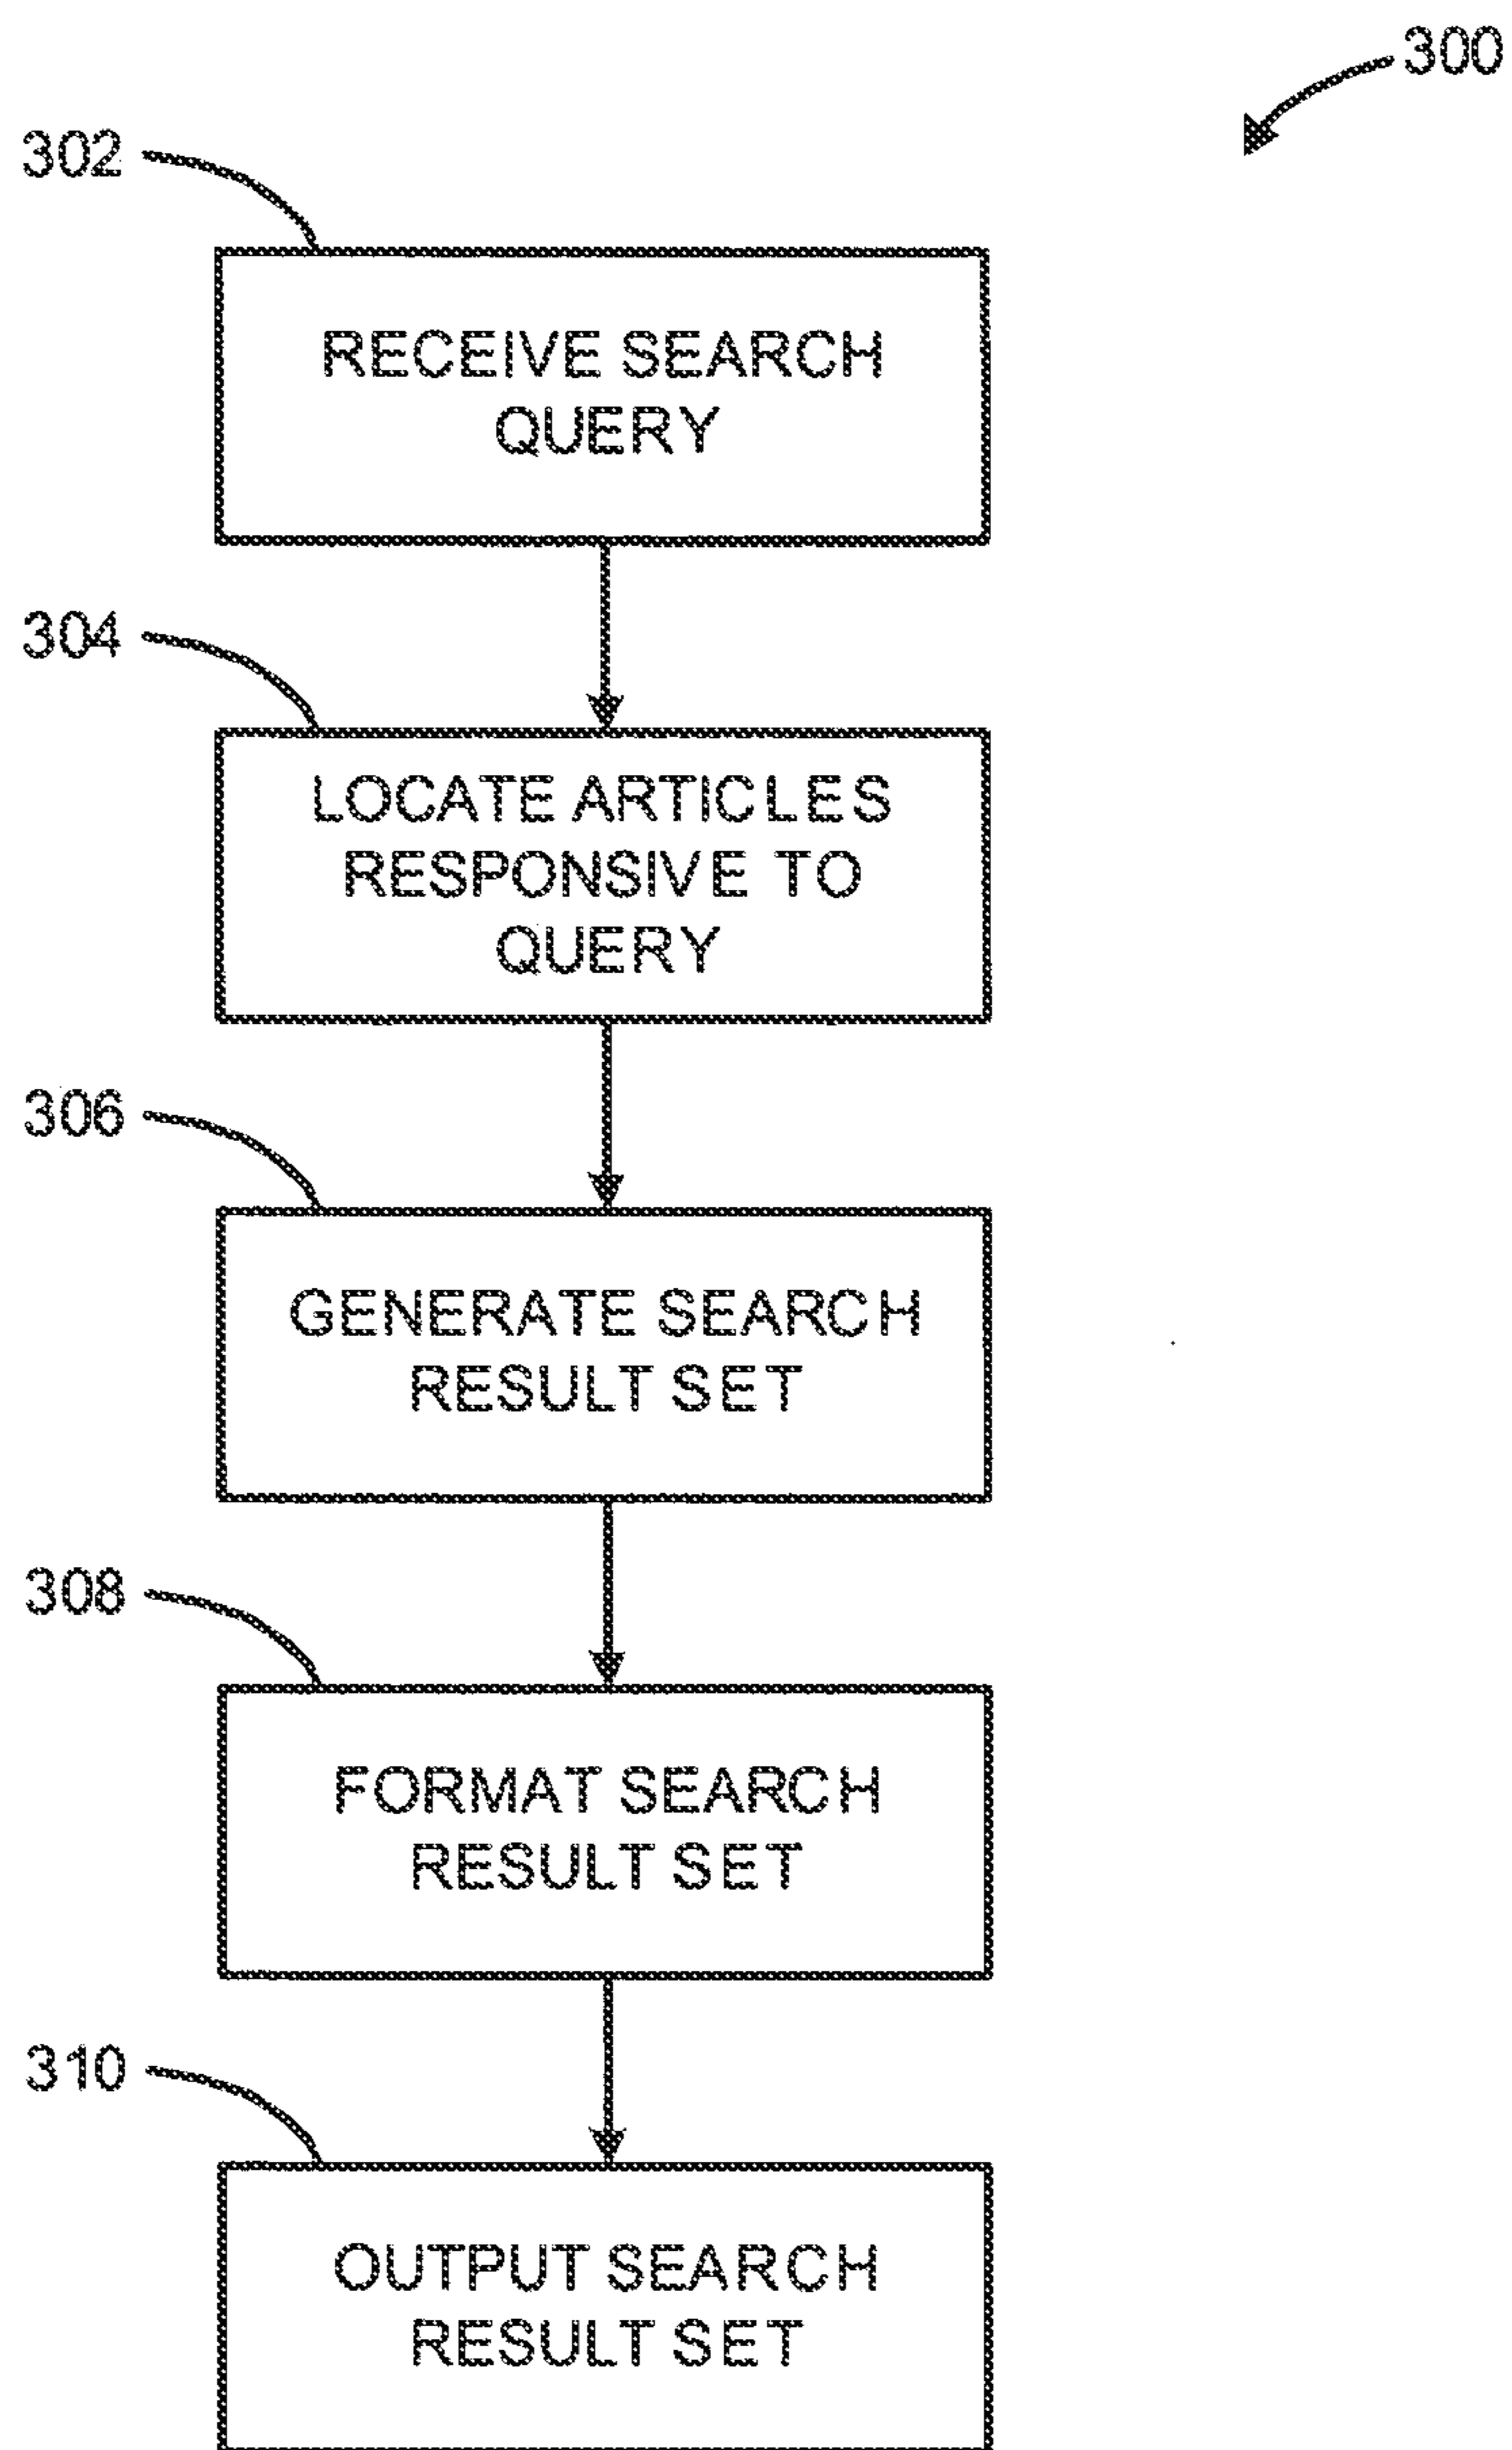 300
302
RECEIVE SEARCH
QUERY
304
LOCATE ARTICLES
RESPONSIVE TO
QUERY
306
GENERATE SEARCH
RESULT SET
308
FORMAT SEARCH
RESULT SET
310
OUTPUT SEARCH
RESULT SET